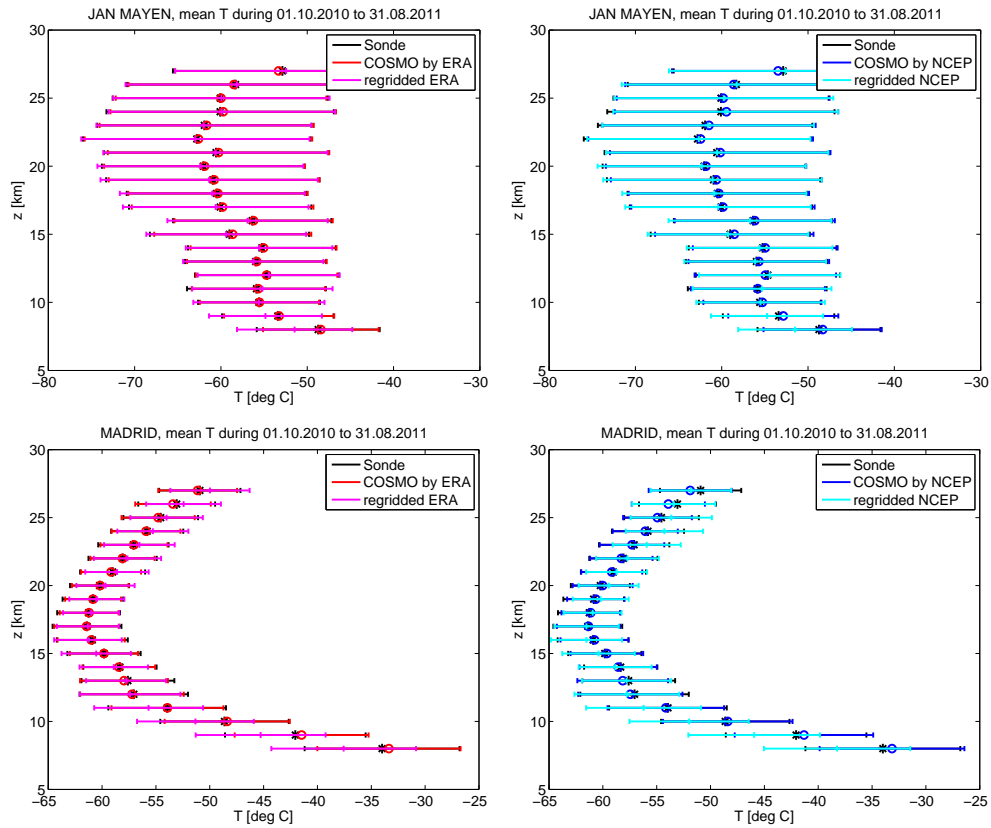 JAN MAYEN, mean T during 01.10.2010 to 31.08.2011
30
25
20
15
10
5
z [km]
−80 −70 −60 −50 −40 −30
T [deg C]
Sonde
COSMO by ERA
regridded ERA
JAN MAYEN, mean T during 01.10.2010 to 31.08.2011
30
25
20
15
10
5
z [km]
−80 −70 −60 −50 −40 −30
T [deg C]
Sonde
COSMO by NCEP
regridded NCEP
MADRID, mean T during 01.10.2010 to 31.08.2011
30
25
20
15
10
5
z [km]
−65 −60 −55 −50 −45 −40 −35 −30 −25
T [deg C]
Sonde
COSMO by ERA
regridded ERA
MADRID, mean T during 01.10.2010 to 31.08.2011
30
25
20
15
10
5
z [km]
−65 −60 −55 −50 −45 −40 −35 −30 −25
T [deg C]
Sonde
COSMO by NCEP
regridded NCEP